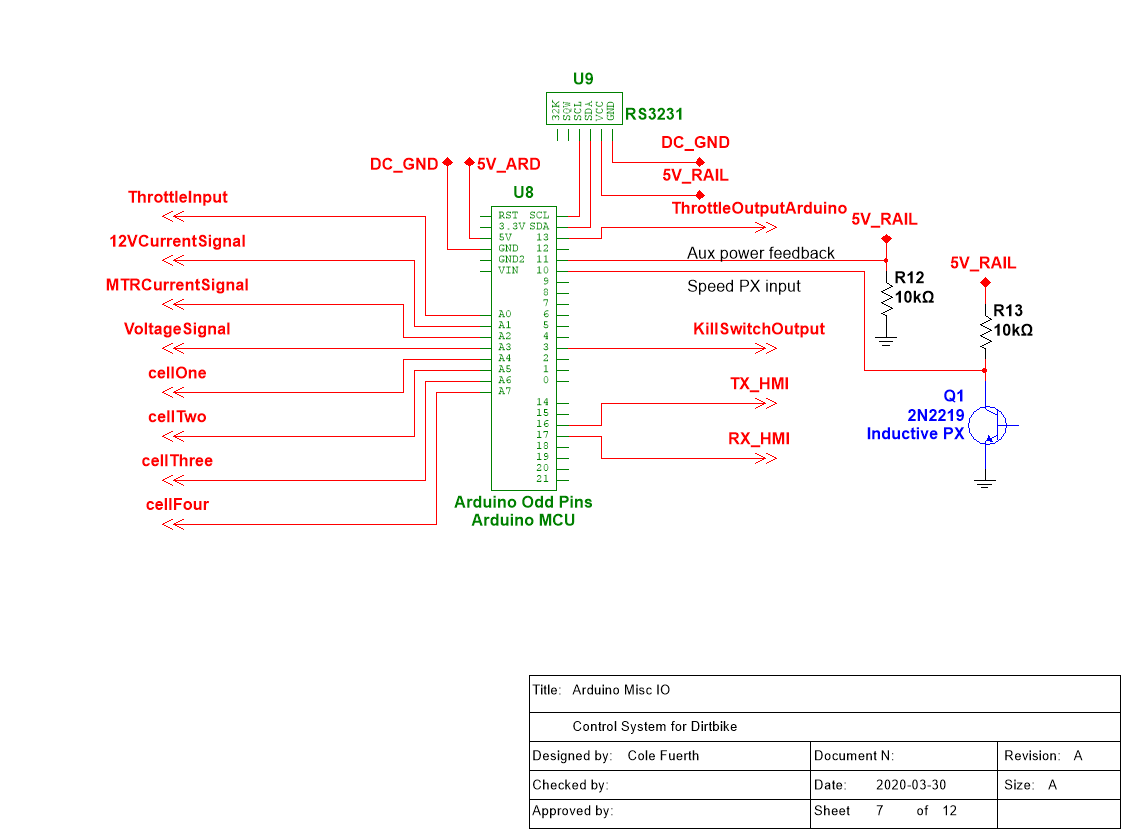 U9
32K
SQW
SCL
SDA
VCC
GND
RS3231
DC_GND
5V_RAIL
DC_GND
5V_ARD
U8
ThrottleInput
12VCurrentSignal
MTRCurrentSignal
VoltageSignal
cellOne
cellTwo
cellThree
cellFour
RST
3.3V
5V
GND
GND2
VIN
A0
A1
A2
A3
A4
A5
A6
A7
SCL
SDA
13
12
11
10
9
8
7
6
5
4
3
2
1
0
14
15
16
17
18
19
20
21
Arduino Odd Pins
Arduino MCU
ThrottleOutputArduino
Aux power feedback
Speed PX input
KillSwitchOutput
TX_HMI
RX_HMI
5V_RAIL
R12
10kΩ
5V_RAIL
R13
10kΩ
Q1
2N2219
Inductive PX
Title: Arduino Misc IO
Control System for Dirtbike
Designed by: Cole Fuerth
Document N:
Revision: A
Checked by:
Date: 2020-03-30
Size: A
Approved by:
Sheet 7 of 12